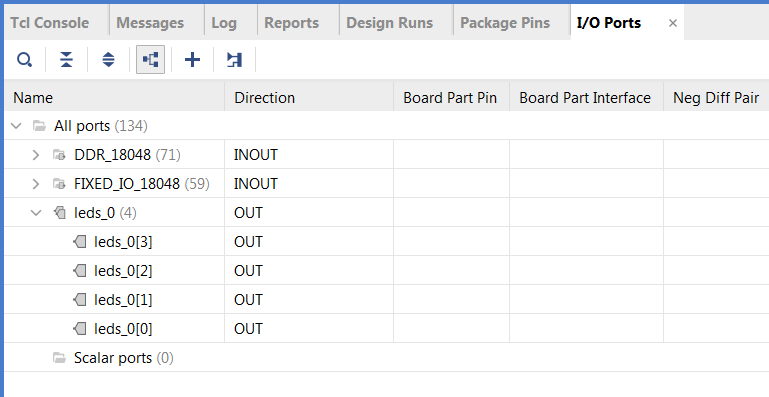 Tcl Console Messages Log Reports Design Runs Package Pins I/O Ports ×
Name Direction Board Part Pin Board Part Interface Neg Diff Pair
All ports (134)
DDR_18048 (71) INOUT
FIXED_IO_18048 (59) INOUT
leds_0 (4) OUT
leds_0[3] OUT
leds_0[2] OUT
leds_0[1] OUT
leds_0[0] OUT
Scalar ports (0)